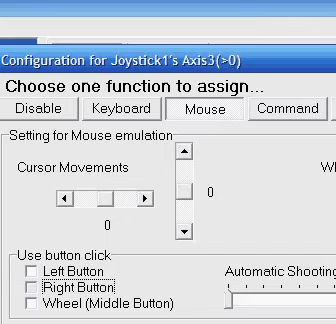 Configuration for Joystick1's Axis3(>0)
Choose one function to assign...
Disable Keyboard Mouse Command
Setting for Mouse emulation
Cursor Movements
0
0
Use button click
Left Button
Right Button
Wheel (Middle Button)
Automatic Shooting